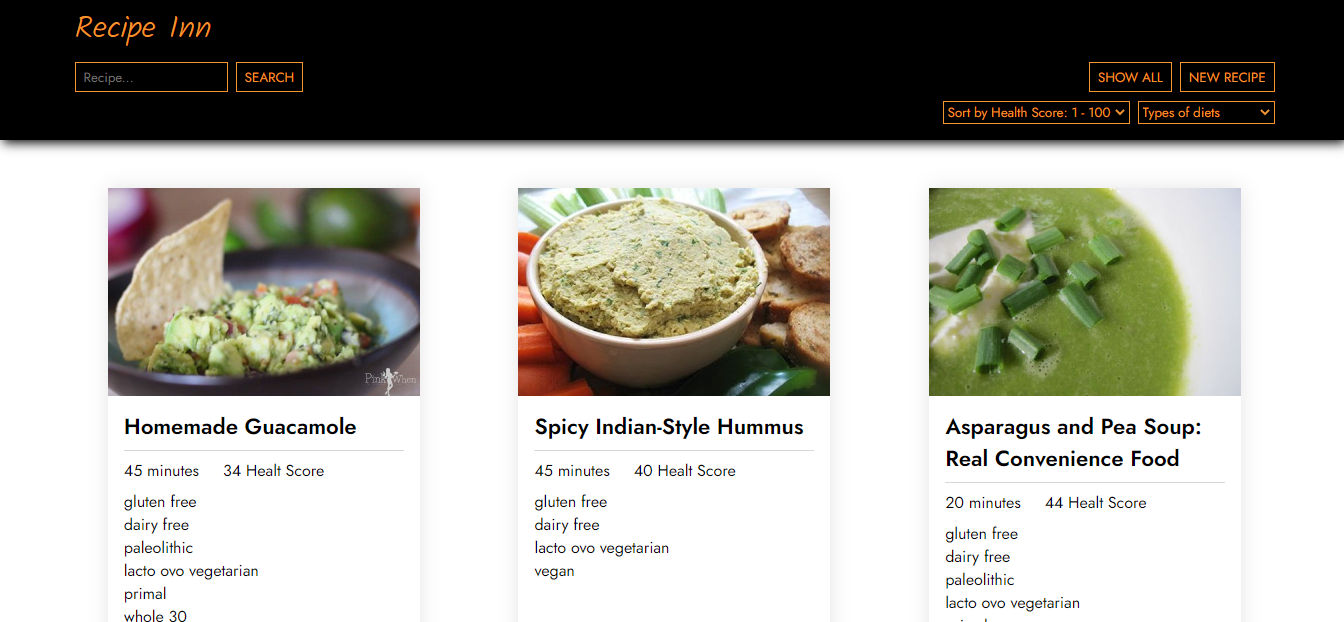 Recipe Inn
Recipe...
SEARCH
SHOW ALL
NEW RECIPE
Sort by Health Score: 1 - 100
Types of diets
PinkWhen
Homemade Guacamole
45 minutes 34 Healt Score
gluten free
dairy free
paleolithic
lacto ovo vegetarian
primal
whole 30
Spicy Indian-Style Hummus
45 minutes 40 Healt Score
gluten free
dairy free
lacto ovo vegetarian
vegan
Asparagus and Pea Soup:
Real Convenience Food
20 minutes 44 Healt Score
gluten free
dairy free
paleolithic
lacto ovo vegetarian